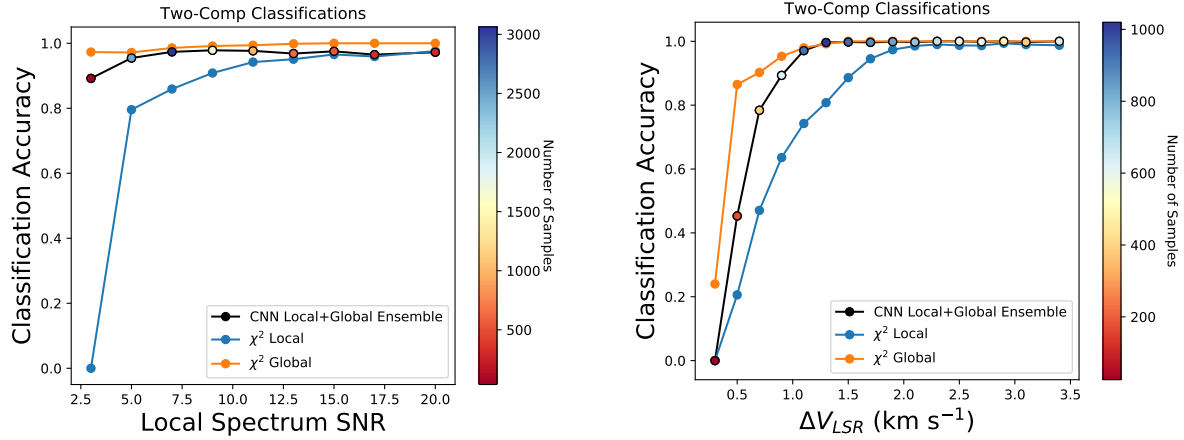 Two-Comp Classifications
Classification Accuracy
1.0
0.8
0.6
0.4
0.2
0.0
2.5 5.0 7.5 10.0 12.5 15.0 17.5 20.0
Local Spectrum SNR
CNN Local+Global Ensemble
χ² Local
χ² Global
3000
2500
2000
1500
1000
500
Number of Samples
Two-Comp Classifications
Classification Accuracy
1.0
0.8
0.6
0.4
0.2
0.0
0.5 1.0 1.5 2.0 2.5 3.0 3.5
ΔV_LSR (km s⁻¹)
CNN Local+Global Ensemble
χ² Local
χ² Global
1000
800
600
400
200
Number of Samples